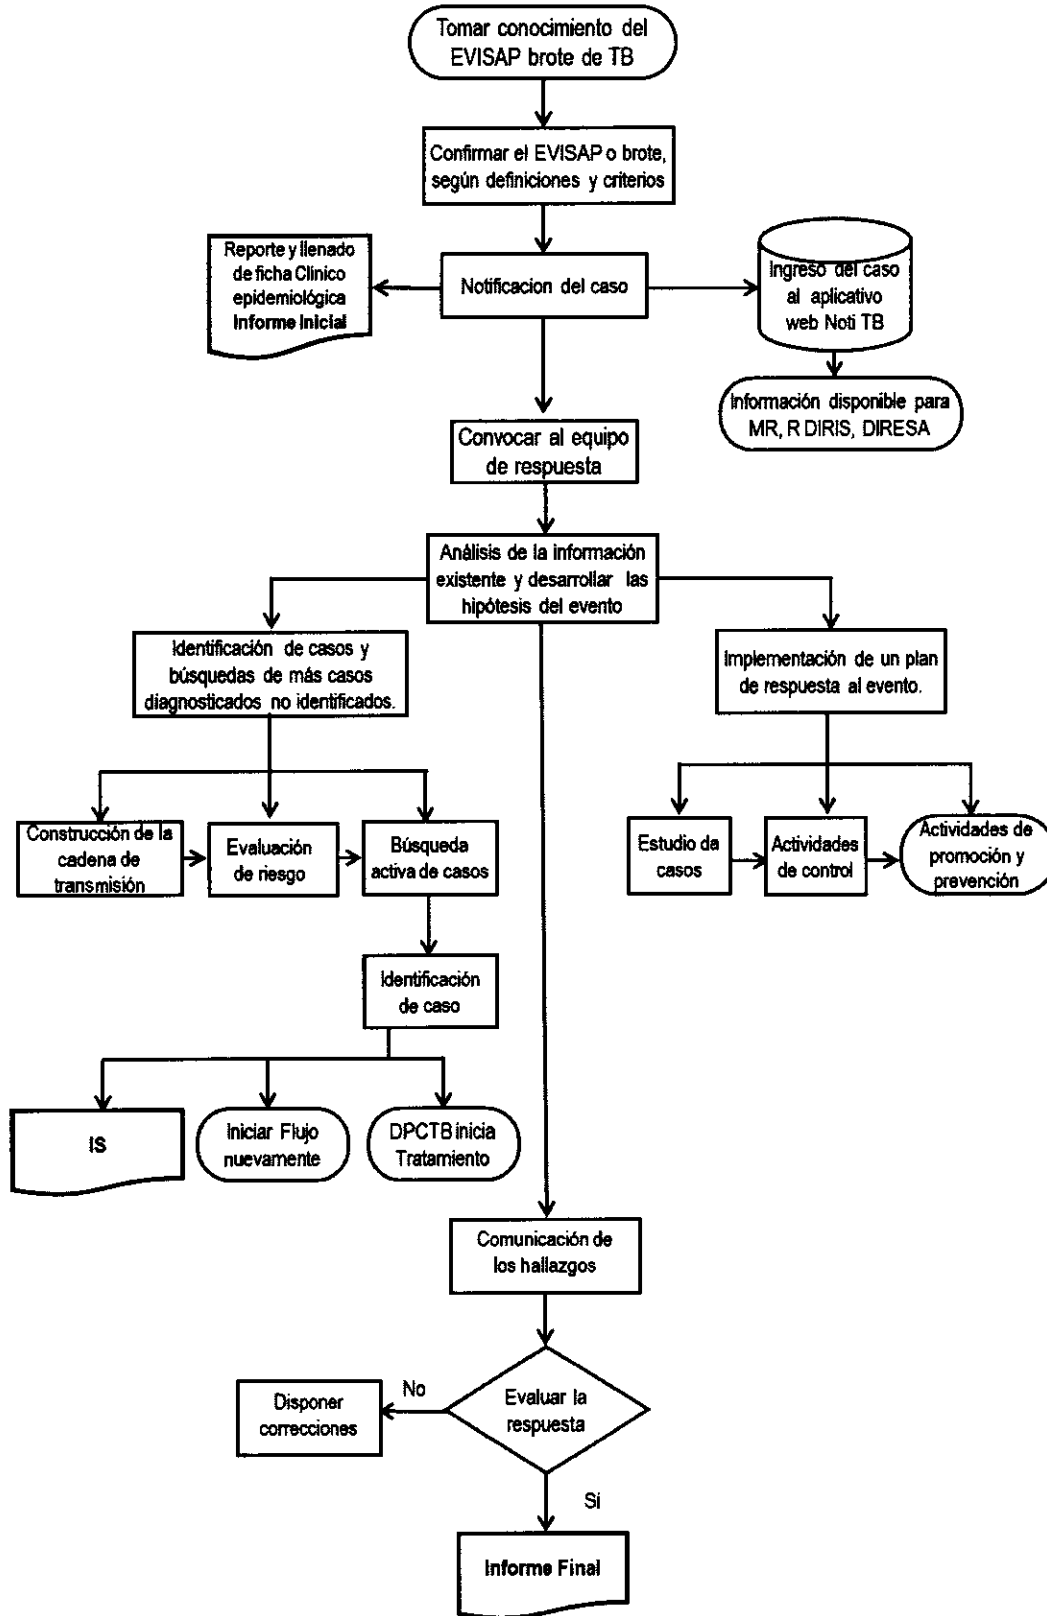 Tomar conocimiento del
EVISAP brote de TB
Confirmar el EVISAP o brote,
según definiciones y criterios
Reporte y llenado
de ficha Clinico
epidemiológica
Informe Inicial
Notificacion del caso
Ingreso del caso
al aplicativo
web Noti TB
Información disponible para
MR, R DIRIS, DIRESA
Convocar al equipo
de respuesta
Análisis de la información
existente y desarrollar las
hipótesis del evento
Identificación de casos y
búsquedas de más casos
diagnosticados no identificados.
Implementación de un plan
de respuesta al evento.
Construcción de la
cadena de
transmisión
Evaluación
de riesgo
Búsqueda
activa de casos
Estudio da
casos
Actividades
de control
Actividades de
promoción y
prevención
Identificación
de caso
IS
Iniciar Flujo
nuevamente
DPCTB inicia
Tratamiento
Comunicación de
los hallazgos
Evaluar la
respuesta
No
Disponer
correcciones
Si
Informe Final